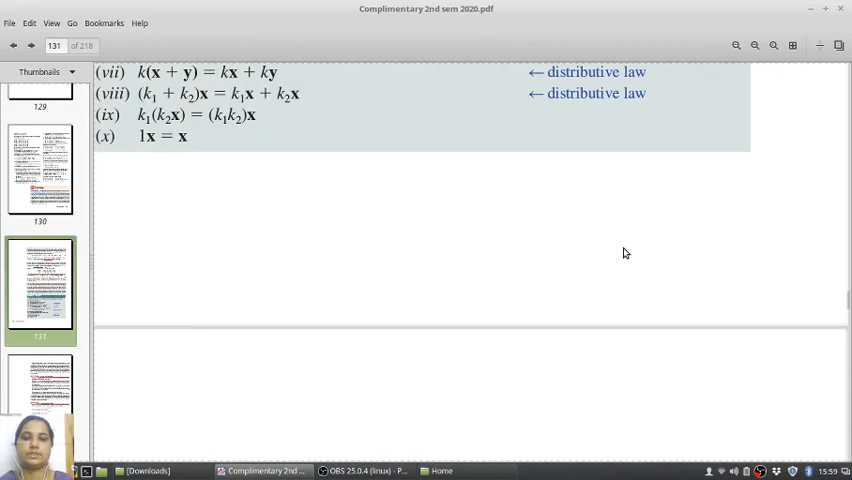 Complimentary 2nd sem 2020.pdf
File Edit View Go Bookmarks Help
131 of 218
Thumbnails
129
130
131
(vii) k(x + y) = kx + ky ← distributive law
(viii) (k₁ + k₂)x = k₁x + k₂x ← distributive law
(ix) k₁(k₂x) = (k₁k₂)x
(x) 1x = x
[Downloads] Complimentary 2nd ... OBS 25.0.4 (linux) - P... Home 15:59